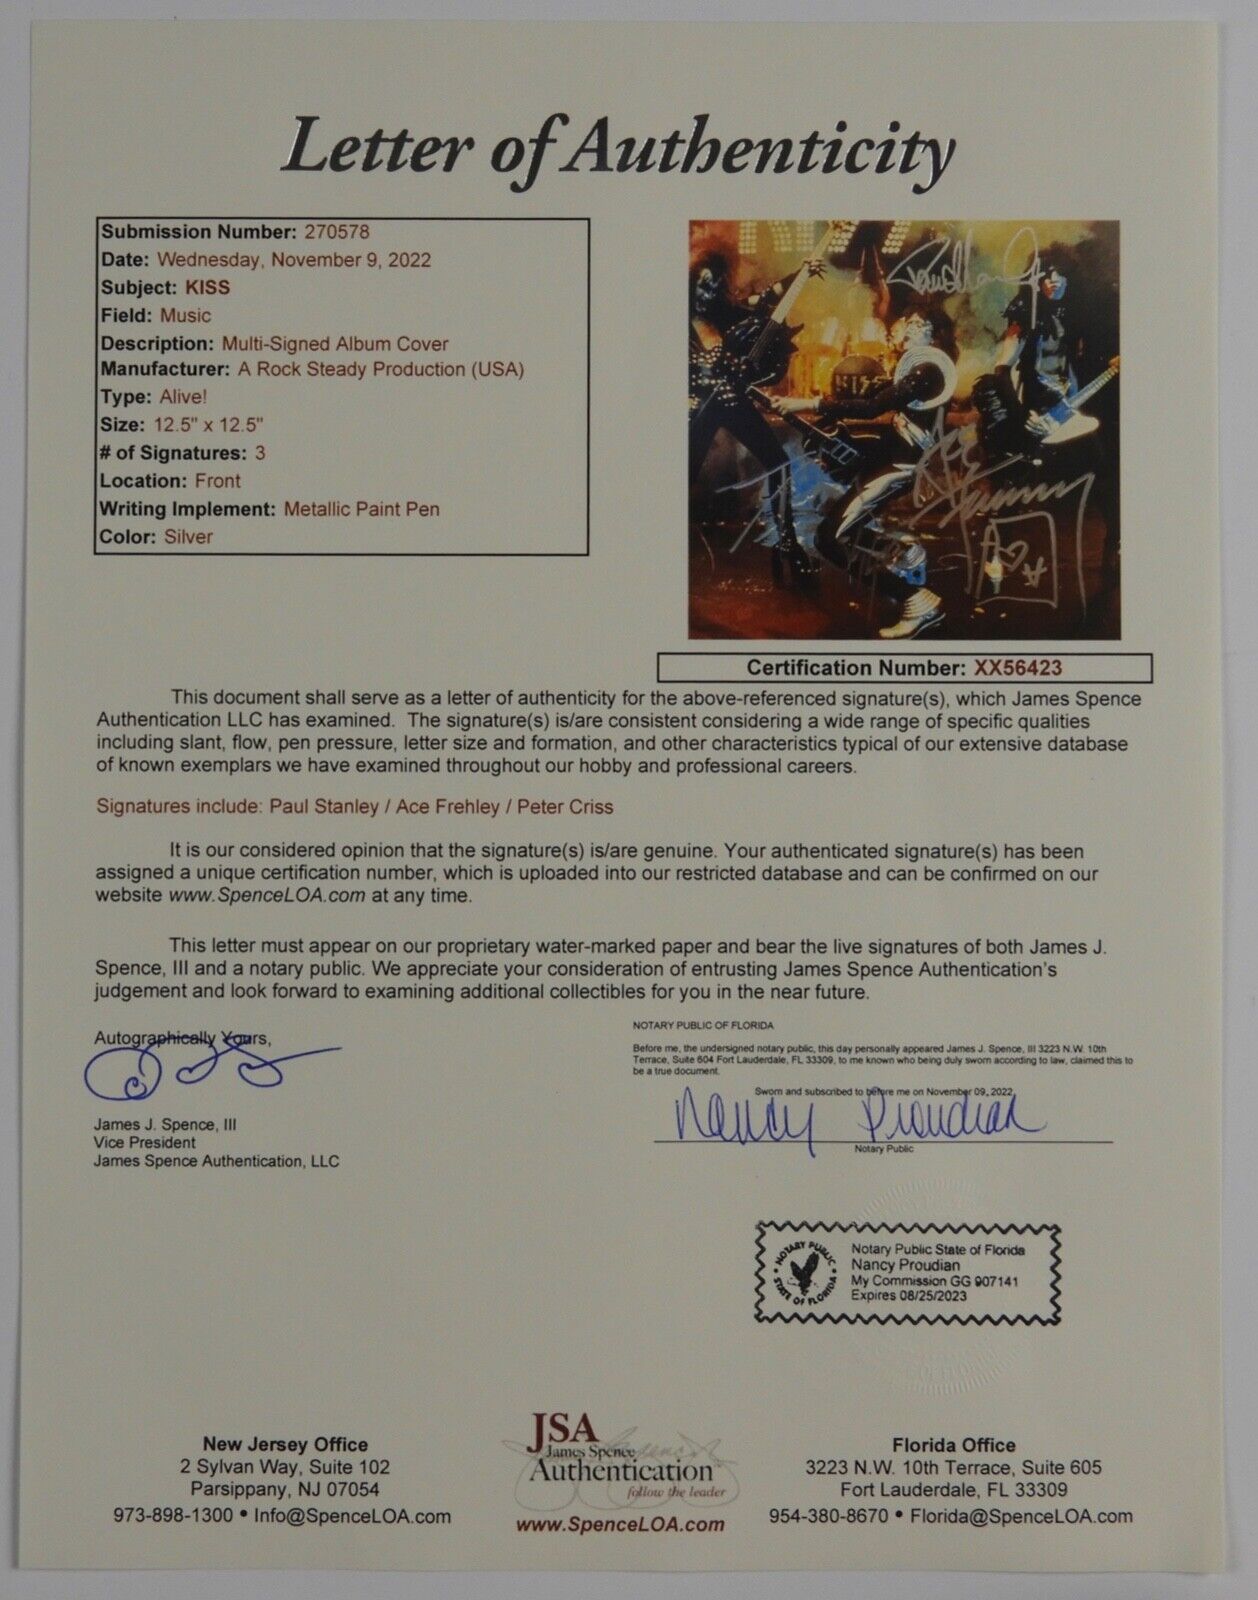 Letter of Authenticity
Submission Number: 270578
Date: Wednesday, November 9, 2022
Subject: KISS
Field: Music
Description: Multi-Signed Album Cover
Manufacturer: A Rock Steady Production (USA)
Type: Alive!
Size: 12.5" x 12.5"
# of Signatures: 3
Location: Front
Writing Implement: Metallic Paint Pen
Color: Silver
KISS
Certification Number: XX56423
This document shall serve as a letter of authenticity for the above-referenced signature(s), which James Spence
Authentication LLC has examined. The signature(s) is/are consistent considering a wide range of specific qualities
including slant, flow, pen pressure, letter size and formation, and other characteristics typical of our extensive database
of known exemplars we have examined throughout our hobby and professional careers.
Signatures include: Paul Stanley / Ace Frehley / Peter Criss
It is our considered opinion that the signature(s) is/are genuine. Your authenticated signature(s) has been
assigned a unique certification number, which is uploaded into our restricted database and can be confirmed on our
website www.SpenceLOA.com at any time.
This letter must appear on our proprietary water-marked paper and bear the live signatures of both James J.
Spence, III and a notary public. We appreciate your consideration of entrusting James Spence Authentication's
judgement and look forward to examining additional collectibles for you in the near future.
Autographically Yours,
James J. Spence, III
Vice President
James Spence Authentication, LLC
NOTARY PUBLIC OF FLORIDA
Before me, the undersigned notary public, this day personally appeared James J. Spence, III 3223 N.W. 10th
Terrace, Suite 604 Fort Lauderdale, FL 33309, to me known who being duly sworn according to law, claimed this to
be a true document.
Sworn and subscribed to before me on November 09, 2022
Nancy Proudian
Notary Public
NOTARY PUBLIC
STATE OF FLORIDA
Notary Public State of Florida
Nancy Proudian
My Commission GG 907141
Expires 08/25/2023
New Jersey Office
2 Sylvan Way, Suite 102
Parsippany, NJ 07054
973-898-1300 • Info@SpenceLOA.com
JSA
James Spence
Authentication
follow the leader
www.SpenceLOA.com
Florida Office
3223 N.W. 10th Terrace, Suite 605
Fort Lauderdale, FL 33309
954-380-8670 • Florida@SpenceLOA.com